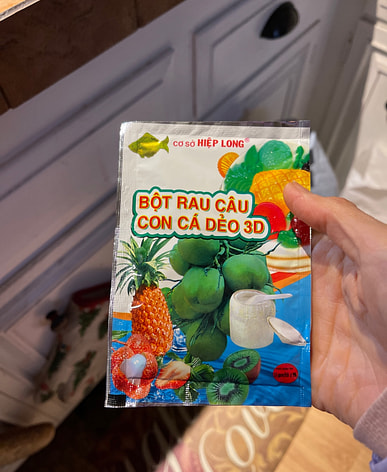 CƠ SỞ HIỆP LONG®
BỘT RAU CÂU
CON CÁ DẺO 3D